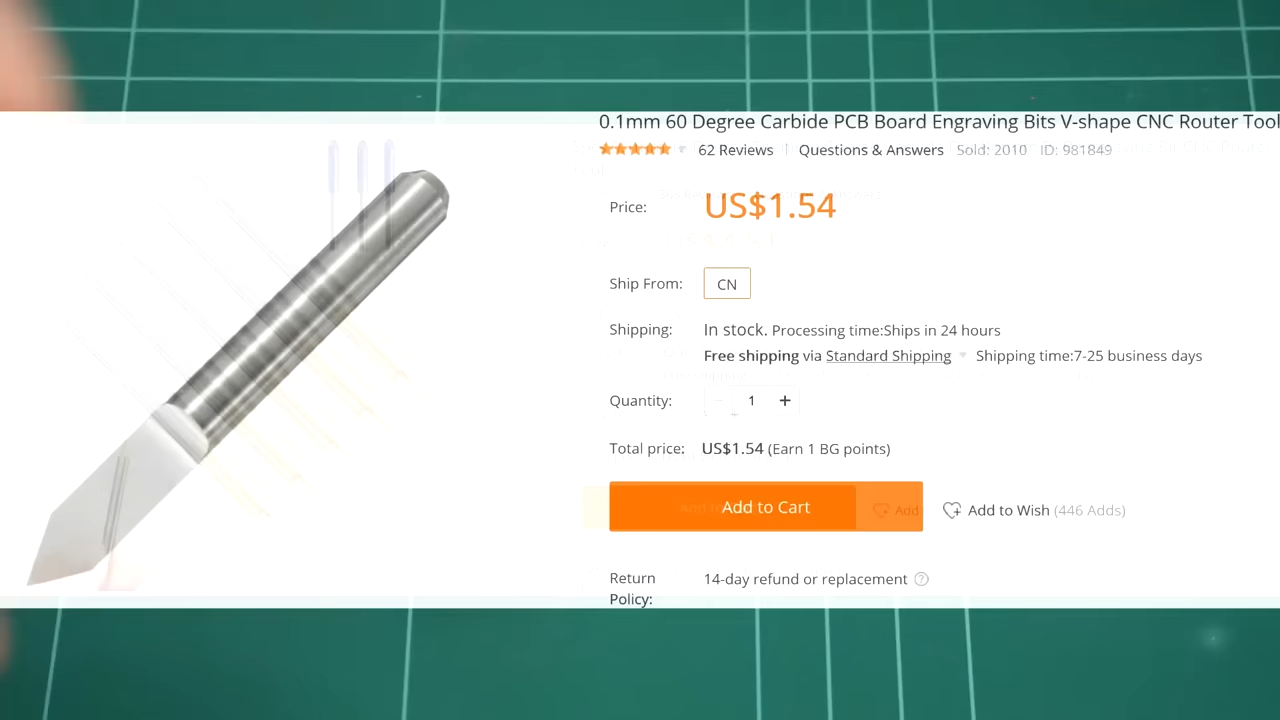 0.1mm 60 Degree Carbide PCB Board Engraving Bits V-shape CNC Router Tool
62 Reviews Questions & Answers Sold: 2010 ID: 981849
Price: US$1.54
Ship From: CN
Shipping: In stock. Processing time:Ships in 24 hours
Free shipping via Standard Shipping Shipping time:7-25 business days
Quantity: - 1 +
Total price: US$1.54 (Earn 1 BG points)
Add to Cart Add to Wish (446 Adds)
Return 14-day refund or replacement ?
Policy: